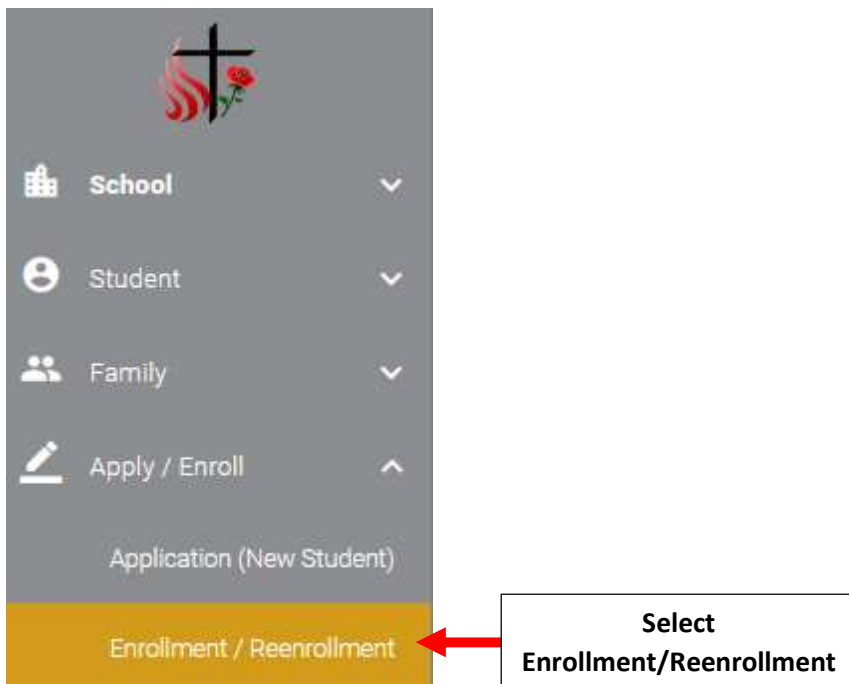 School
Student
Family
Apply / Enroll
Application (New Student)
Enrollment / Reenrollment
Select
Enrollment/Reenrollment